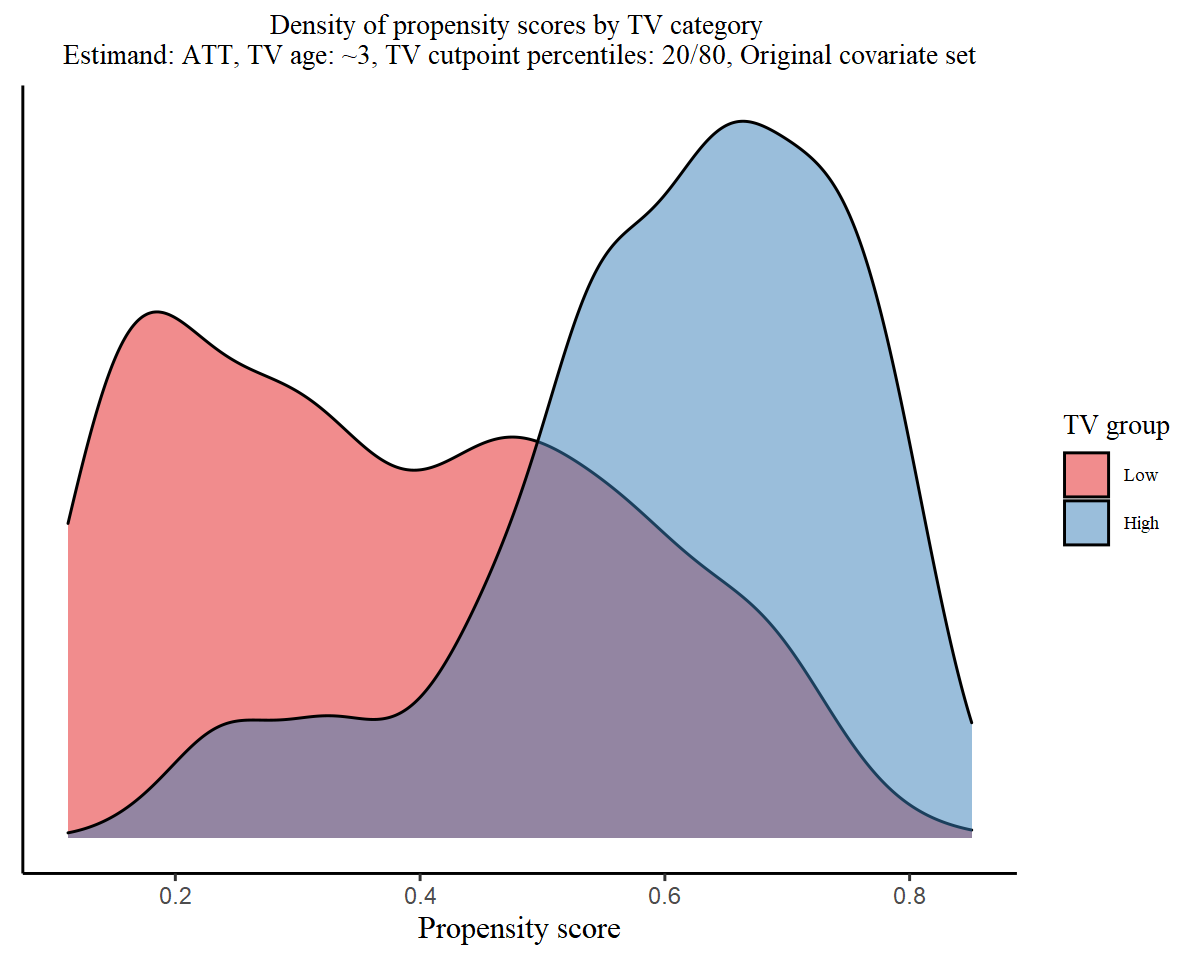 Density of propensity scores by TV category
Estimand: ATT, TV age: ~3, TV cutpoint percentiles: 20/80, Original covariate set
TV group
Low
High
0.2
0.4
0.6
0.8
Propensity score